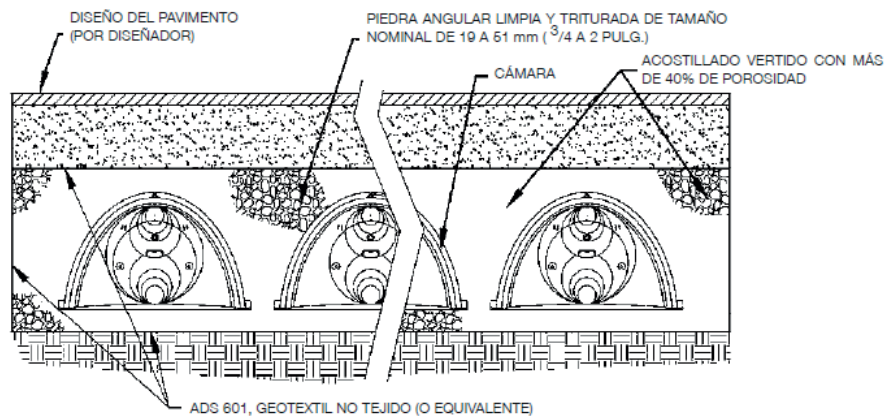 DISEÑO DEL PAVIMENTO
(POR DISEÑADOR)
PIEDRA ANGULAR LIMPIA Y TRITURADA DE TAMAÑO
NOMINAL DE 19 A 51 mm ( 3/4 A 2 PULG.)
CÁMARA
ACOSTILLADO VERTIDO CON MÁS
DE 40% DE POROSIDAD
ADS 601, GEOTEXTIL NO TEJIDO (O EQUIVALENTE)